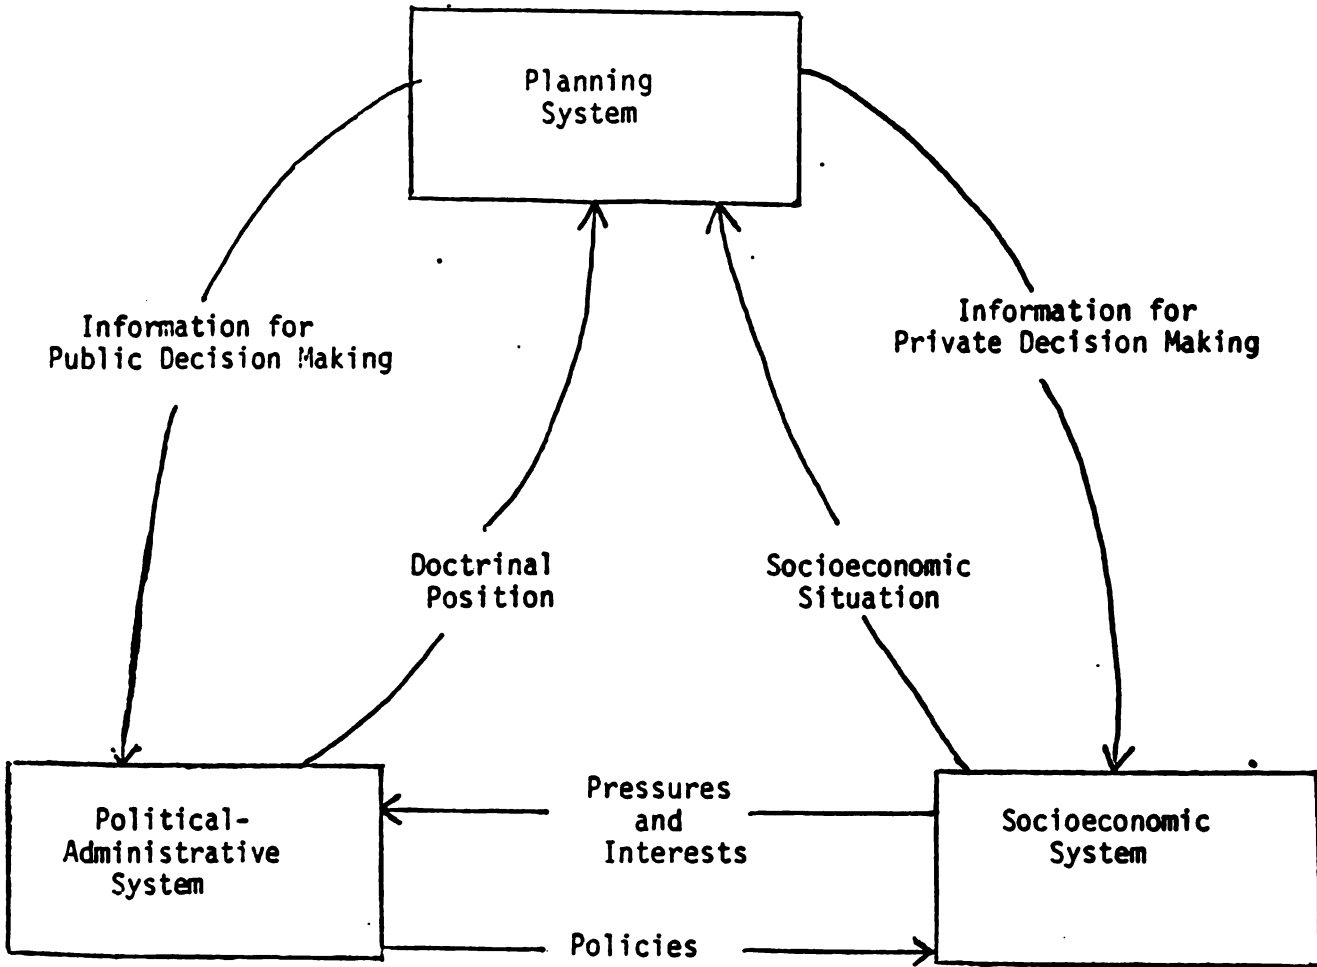 Planning
System
Information for
Public Decision Making
Information for
Private Decision Making
Doctrinal
Position
Socioeconomic
Situation
Political-
Administrative
System
Pressures
and
Interests
Socioeconomic
System
Policies